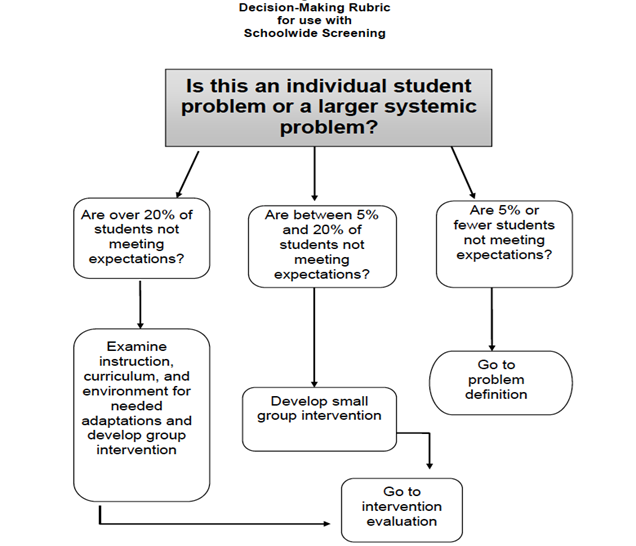 Decision-Making Rubric
for use with
Schoolwide Screening
Is this an individual student
problem or a larger systemic
problem?
Are over 20% of
students not
meeting
expectations?
Are between 5%
and 20% of
students not
meeting
expectations?
Are 5% or
fewer students
not meeting
expectations?
Examine
instruction,
curriculum, and
environment for
needed
adaptations and
develop group
intervention
Develop small
group intervention
Go to
problem
definition
Go to
intervention
evaluation